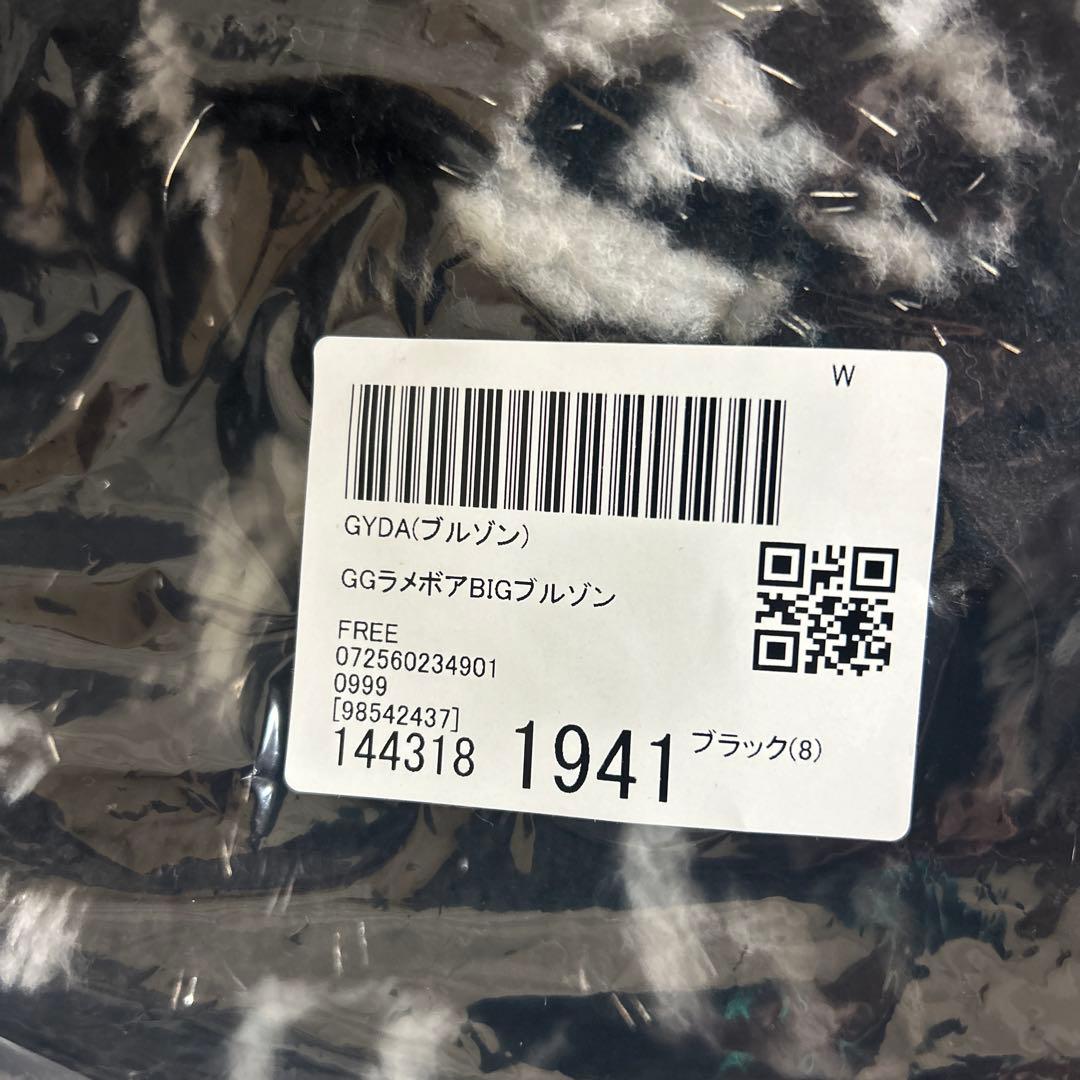 W
GYDA(ブルゾン)
GGラメボアBIGブルゾン
FREE
072560234901
0999
[98542437]
144318 1941 ブラック(8)